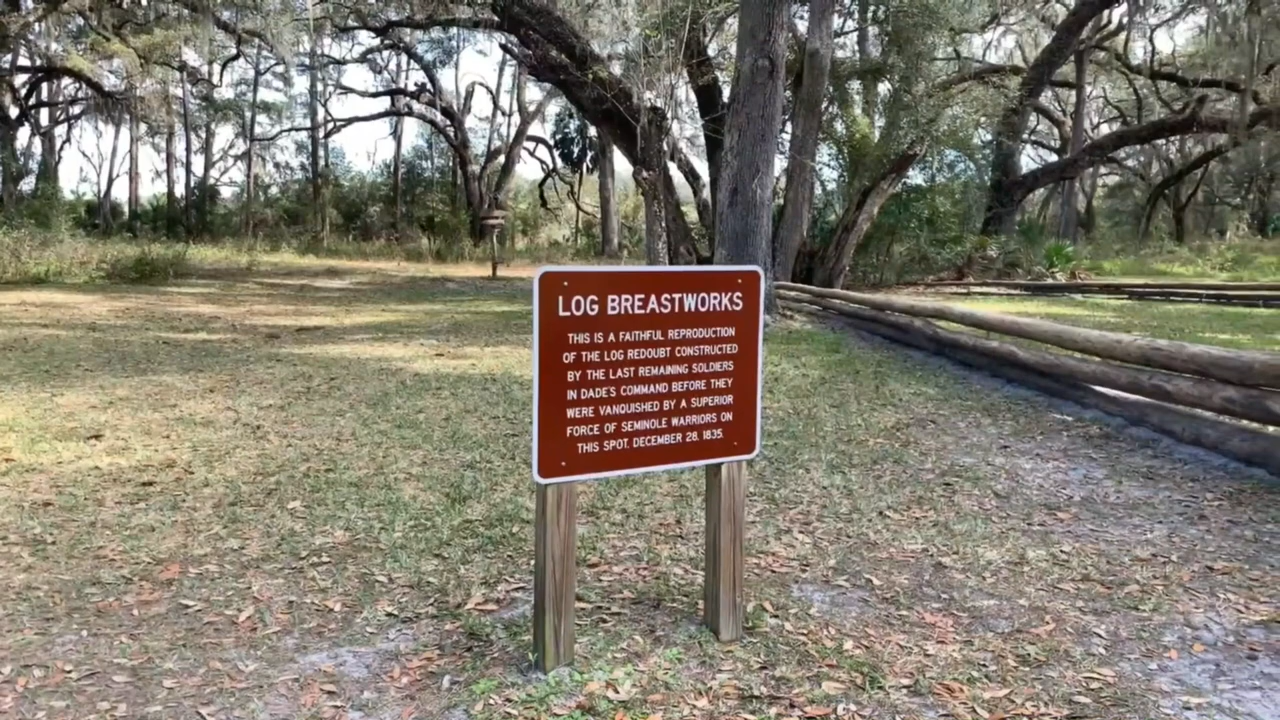 LOG BREASTWORKS
THIS IS A FAITHFUL REPRODUCTION
OF THE LOG REDOUBT CONSTRUCTED
BY THE LAST REMAINING SOLDIERS
IN DADE'S COMMAND BEFORE THEY
WERE VANQUISHED BY A SUPERIOR
FORCE OF SEMINOLE WARRIORS ON
THIS SPOT, DECEMBER 28, 1835.